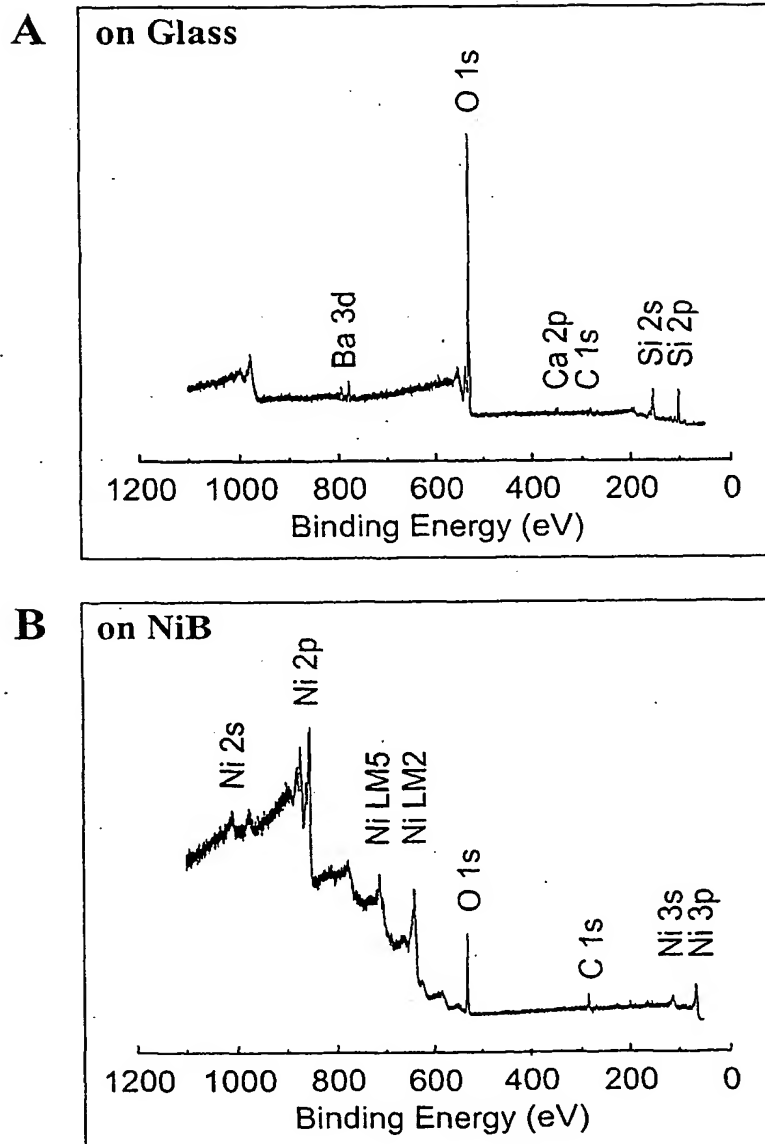 A
on Glass
O 1s
Ba 3d
Ca 2p
C 1s
Si 2s
Si 2p
1200 1000 800 600 400 200 0
Binding Energy (eV)
B
on NiB
Ni 2s
Ni 2p
Ni LM5
Ni LM2
O 1s
C 1s
Ni 3s
Ni 3p
1200 1000 800 600 400 200 0
Binding Energy (eV)